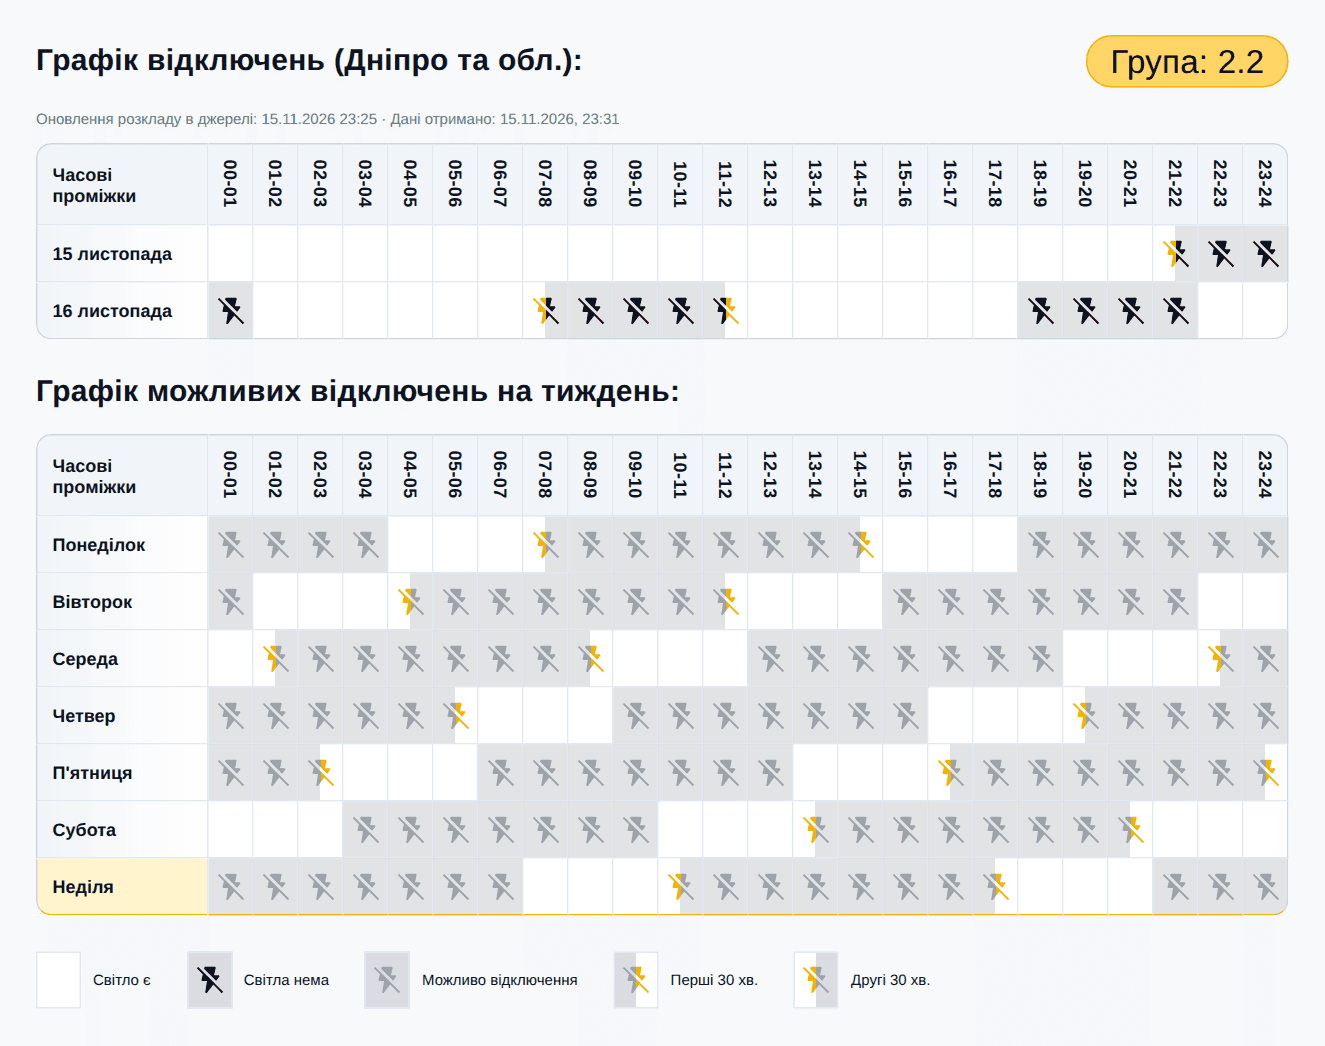 Графік відключень (Дніпро та обл.):
Група: 2.2
Оновлення розкладу в джерелі: 15.11.2026 23:25 · Дані отримано: 15.11.2026, 23:31
Часові проміжки 00-01 01-02 02-03 03-04 04-05 05-06 06-07 07-08 08-09 09-10 10-11 11-12 12-13 13-14 14-15 15-16 16-17 17-18 18-19 19-20 20-21 21-22 22-23 23-24
15 листопада
16 листопада
Графік можливих відключень на тиждень:
Часові проміжки 00-01 01-02 02-03 03-04 04-05 05-06 06-07 07-08 08-09 09-10 10-11 11-12 12-13 13-14 14-15 15-16 16-17 17-18 18-19 19-20 20-21 21-22 22-23 23-24
Понеділок
Вівторок
Середа
Четвер
П'ятниця
Субота
Неділя
Світло є Світла нема Можливо відключення Перші 30 хв. Другі 30 хв.